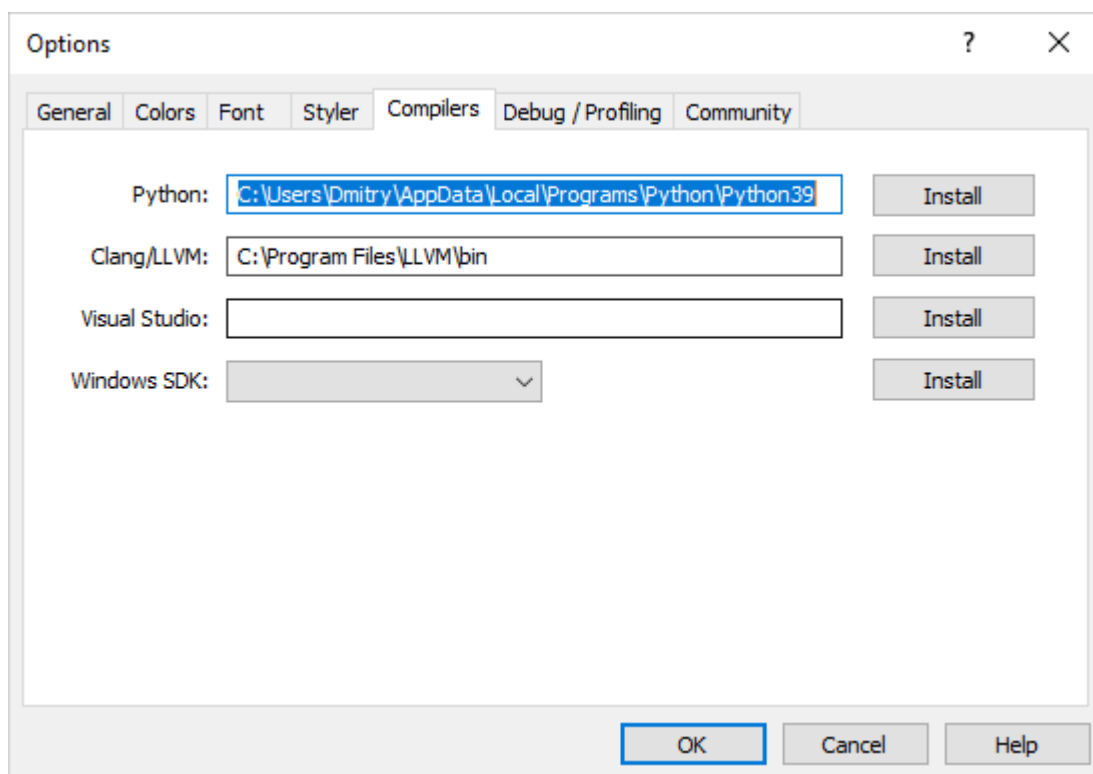 Options ?
General Colors Font Styler Compilers Debug / Profiling Community
Python: C:\Users\Dmitry\AppData\Local\Programs\Python\Python39 Install
Clang/LLVM: C:\Program Files\LLVM\bin Install
Visual Studio: Install
Windows SDK: Install
OK Cancel Help